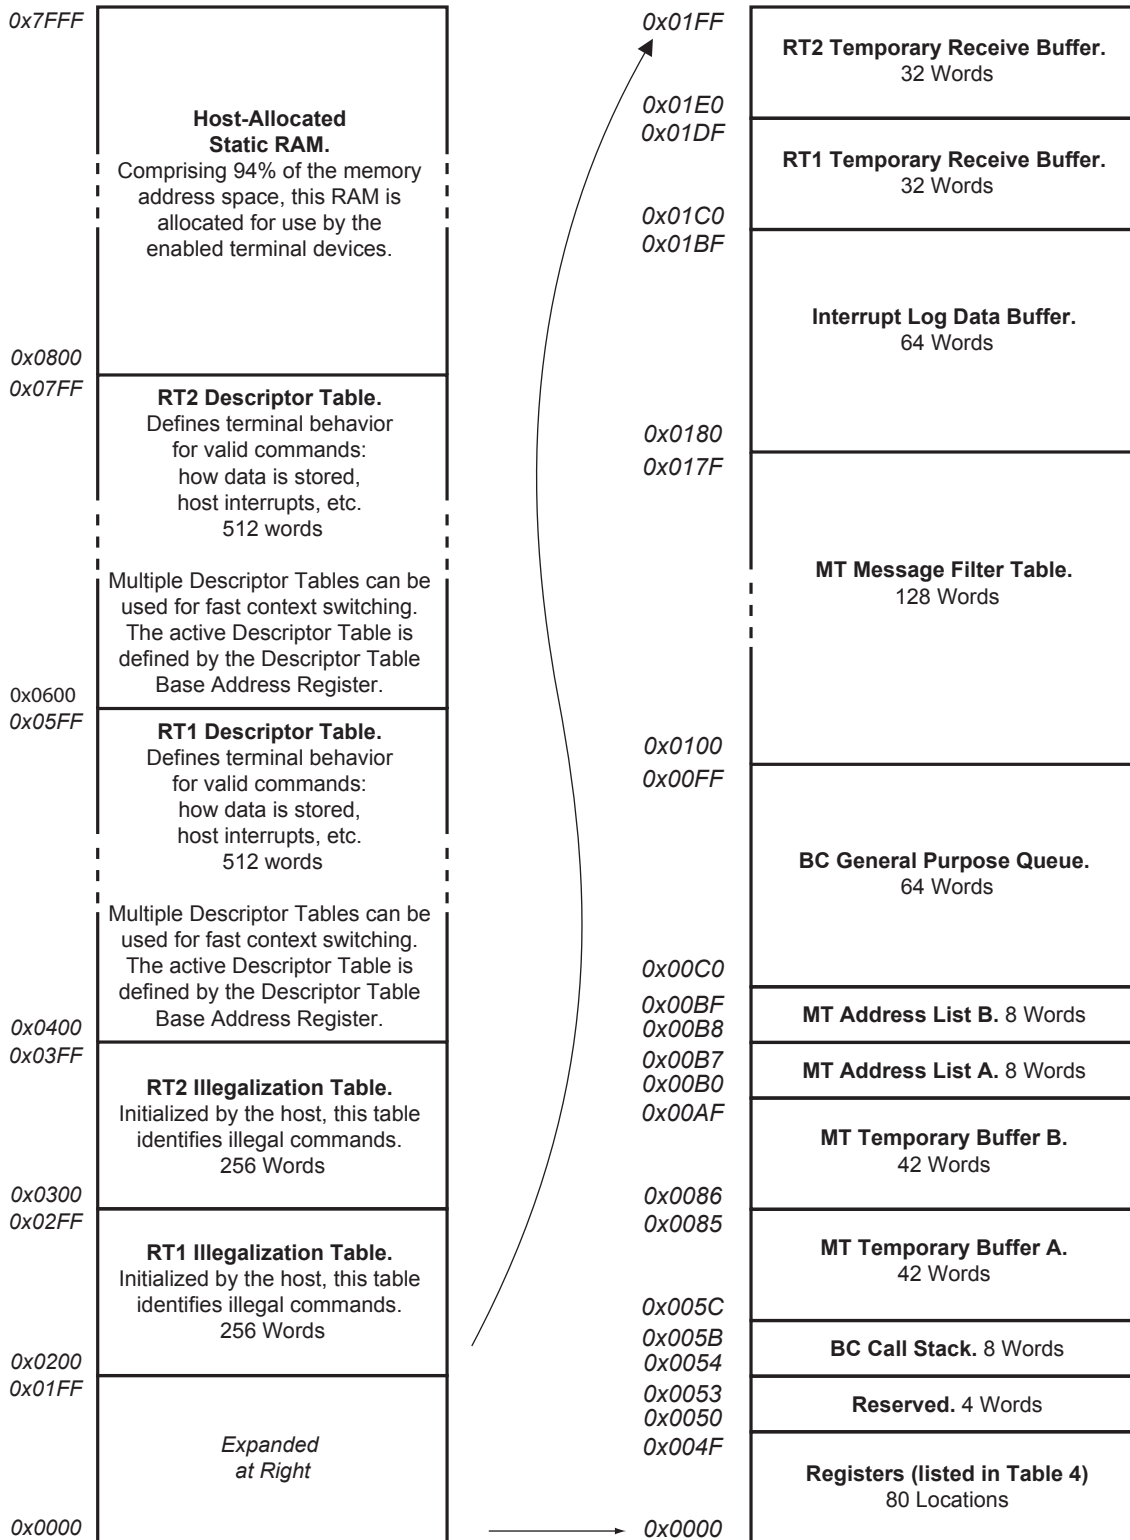 0x7FFF
Host-Allocated
Static RAM.
Comprising 94% of the memory
address space, this RAM is
allocated for use by the
enabled terminal devices.
0x0800
0x07FF
RT2 Descriptor Table.
Defines terminal behavior
for valid commands:
how data is stored,
host interrupts, etc.
512 words
Multiple Descriptor Tables can be
used for fast context switching.
The active Descriptor Table is
defined by the Descriptor Table
Base Address Register.
0x0600
0x05FF
RT1 Descriptor Table.
Defines terminal behavior
for valid commands:
how data is stored,
host interrupts, etc.
512 words
Multiple Descriptor Tables can be
used for fast context switching.
The active Descriptor Table is
defined by the Descriptor Table
Base Address Register.
0x0400
0x03FF
RT2 Illegalization Table.
Initialized by the host, this table
identifies illegal commands.
256 Words
0x0300
0x02FF
RT1 Illegalization Table.
Initialized by the host, this table
identifies illegal commands.
256 Words
0x0200
0x01FF
Expanded
at Right
0x0000
0x01FF
RT2 Temporary Receive Buffer.
32 Words
0x01E0
0x01DF
RT1 Temporary Receive Buffer.
32 Words
0x01C0
0x01BF
Interrupt Log Data Buffer.
64 Words
0x0180
0x017F
MT Message Filter Table.
128 Words
0x0100
0x00FF
BC General Purpose Queue.
64 Words
0x00C0
0x00BF
MT Address List B. 8 Words
0x00B8
0x00B7
MT Address List A. 8 Words
0x00B0
0x00AF
MT Temporary Buffer B.
42 Words
0x0086
0x0085
MT Temporary Buffer A.
42 Words
0x005C
0x005B
BC Call Stack. 8 Words
0x0054
0x0053
Reserved. 4 Words
0x0050
0x004F
Registers (listed in Table 4)
80 Locations
0x0000